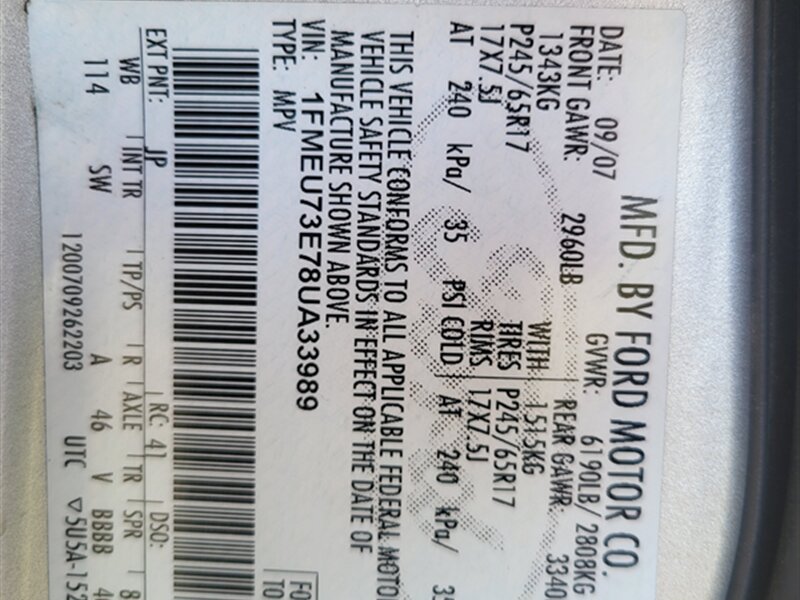 MFD. BY FORD MOTOR CO.
DATE: 09/07 GVWR: 6190LB/ 2808KG
FRONT GAWR: 2960LB REAR GAWR: 3340
1343KG WITH 1515KG
P245/65R17 TIRES P245/65R17
17X7.5J RIMS 17X7.5J
AT 240 kPa/ 35 PSI COLD AT 240 kPa/ 35
THIS VEHICLE CONFORMS TO ALL APPLICABLE FEDERAL MOTO
VEHICLE SAFETY STANDARDS IN EFFECT ON THE DATE OF
MANUFACTURE SHOWN ABOVE.
VIN: 1FMEU73E78UA33989
TYPE: MPV
FO
TO
EXT PNT: JP RC: 41 DSO:
WB INT TR TP/PS R AXLE TR SPR
114 SW A 46 V BBBB
1200709262203 UTC ▽5U5A-152